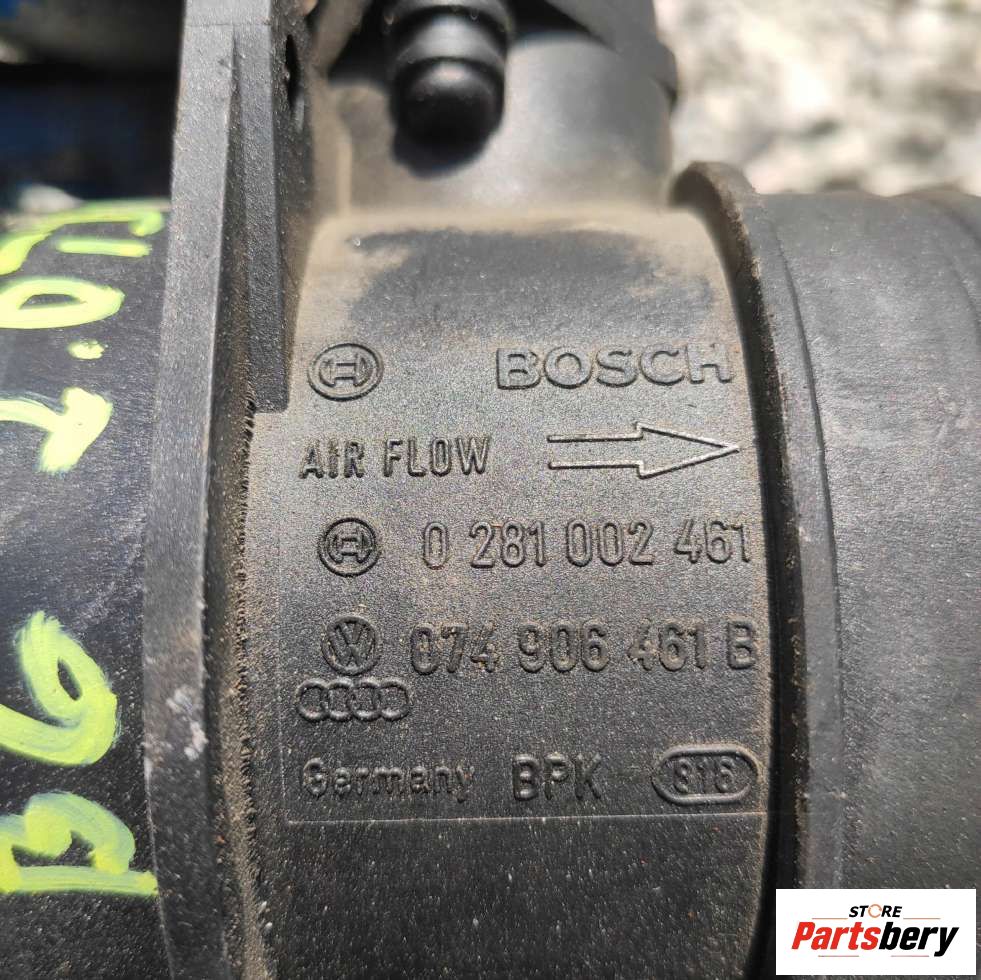 BOSCH
AIR FLOW
0 281 002 461
074 906 461 B
Germany BPK 816
STORE
Partsbery